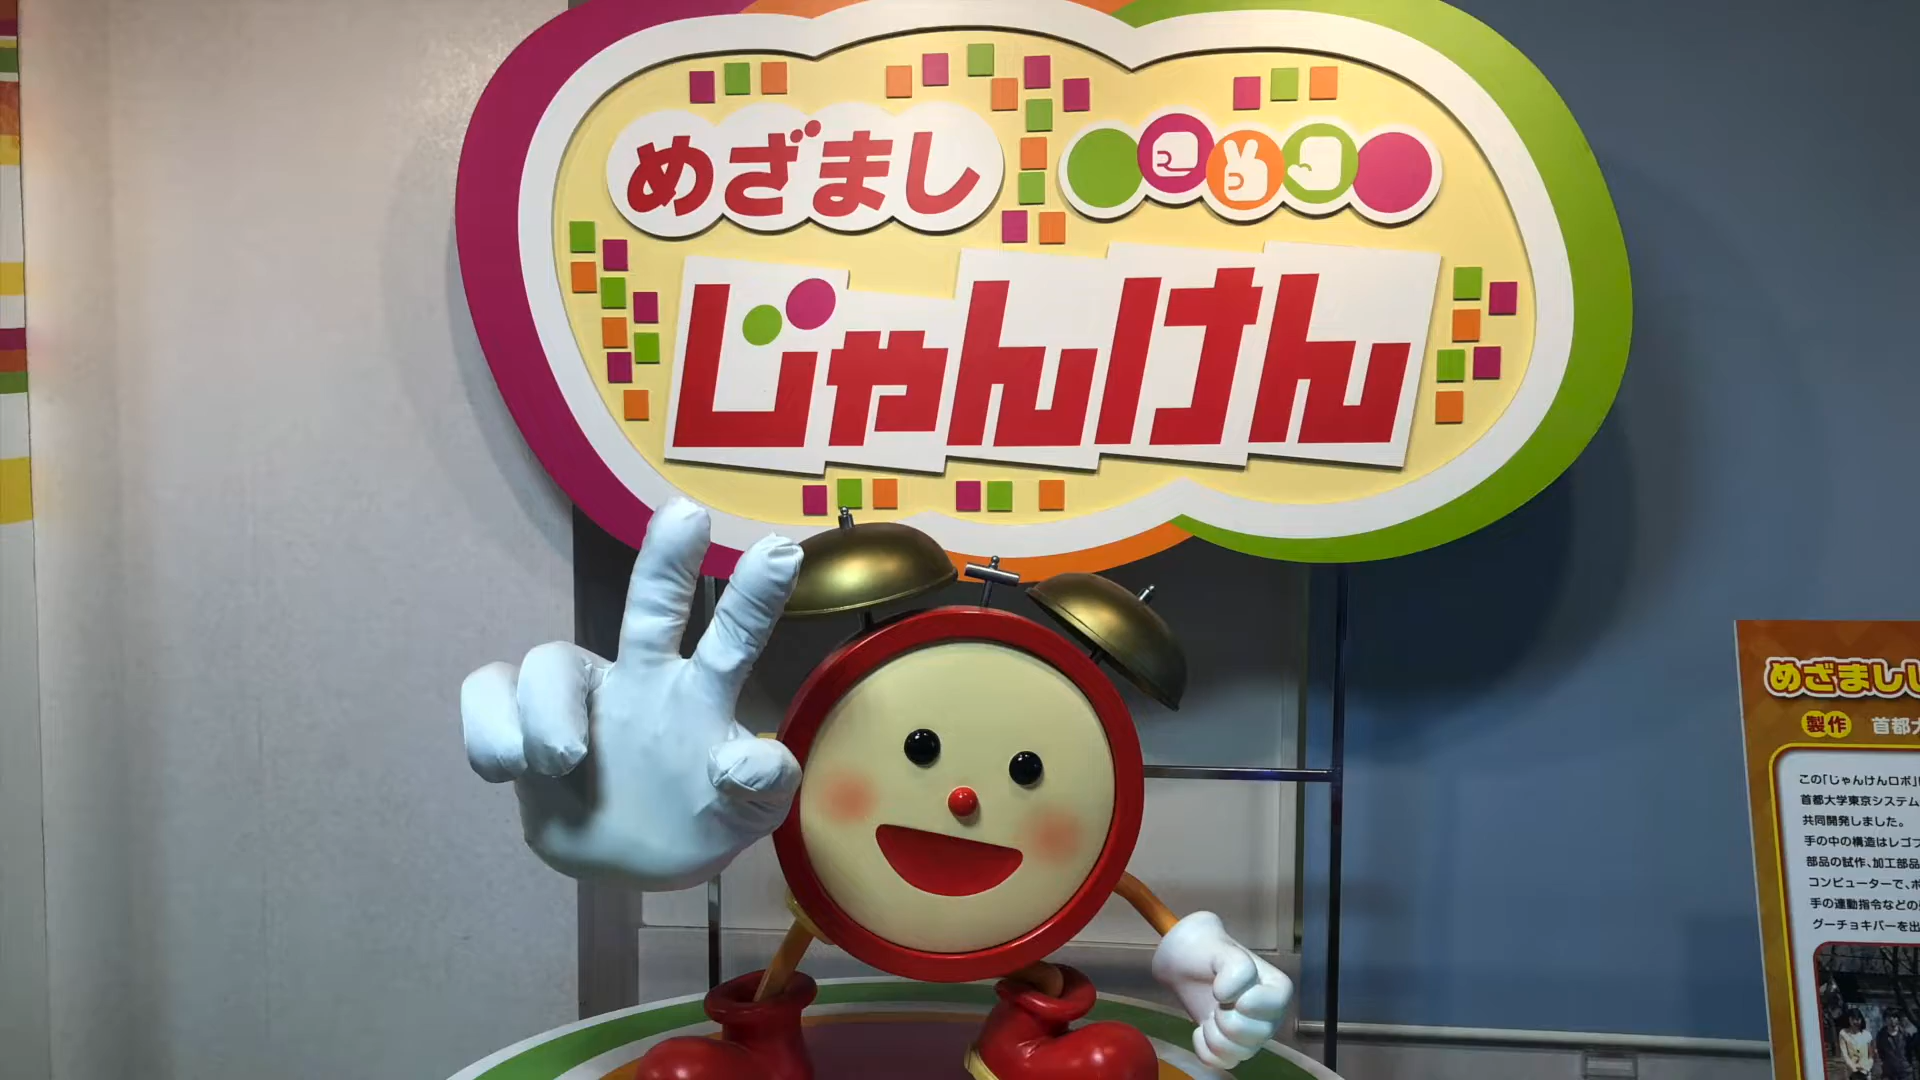 めざまし
じゃんけん
めざまし
製作 首都
この「じゃんけんロボ」
首都大学東京システム
共同開発しました。
手の中の構造はレゴ
部品の試作、加工部品
コンピューターで、
手の運動指令などの
グーチョキパーを出